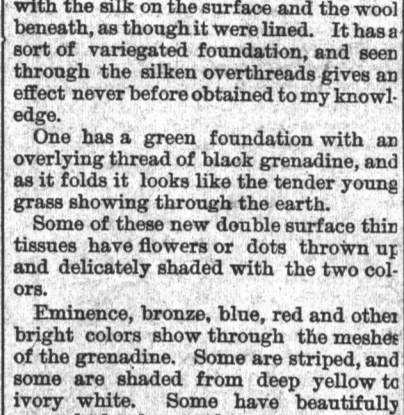 with the silk on the surface and the wool
beneath, as though it were lined. It has a
sort of variegated foundation, and seen
through the silken overthreads gives an
effect never before obtained to my knowl-
edge.
One has a green foundation with an
overlying thread of black grenadine, and
as it folds it looks like the tender young
grass showing through the earth.
Some of these new double surface thin
tissues have flowers or dots thrown up
and delicately shaded with the two col-
ors.
Eminence, bronze, blue, red and other
bright colors show through the meshes
of the grenadine. Some are striped, and
some are shaded from deep yellow to
ivory white. Some have beautifully